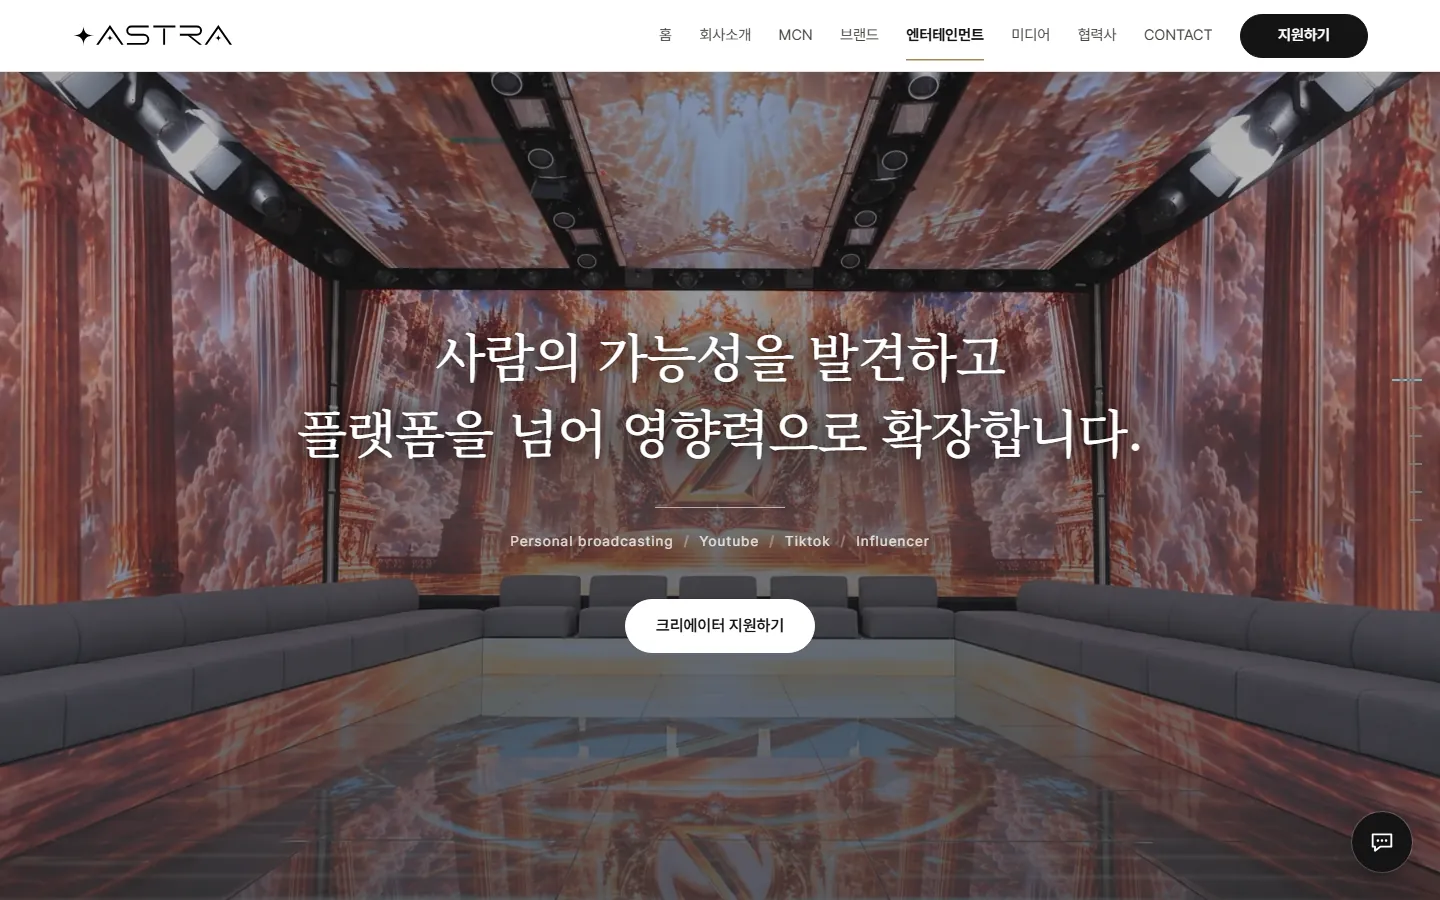 ASTRA
홈
회사소개
MCN
브랜드
엔터테인먼트
미디어
협력사
CONTACT
지원하기
사람의 가능성을 발견하고
플랫폼을 넘어 영향력으로 확장합니다.
Personal broadcasting / Youtube / Tiktok / Influencer
크리에이터 지원하기